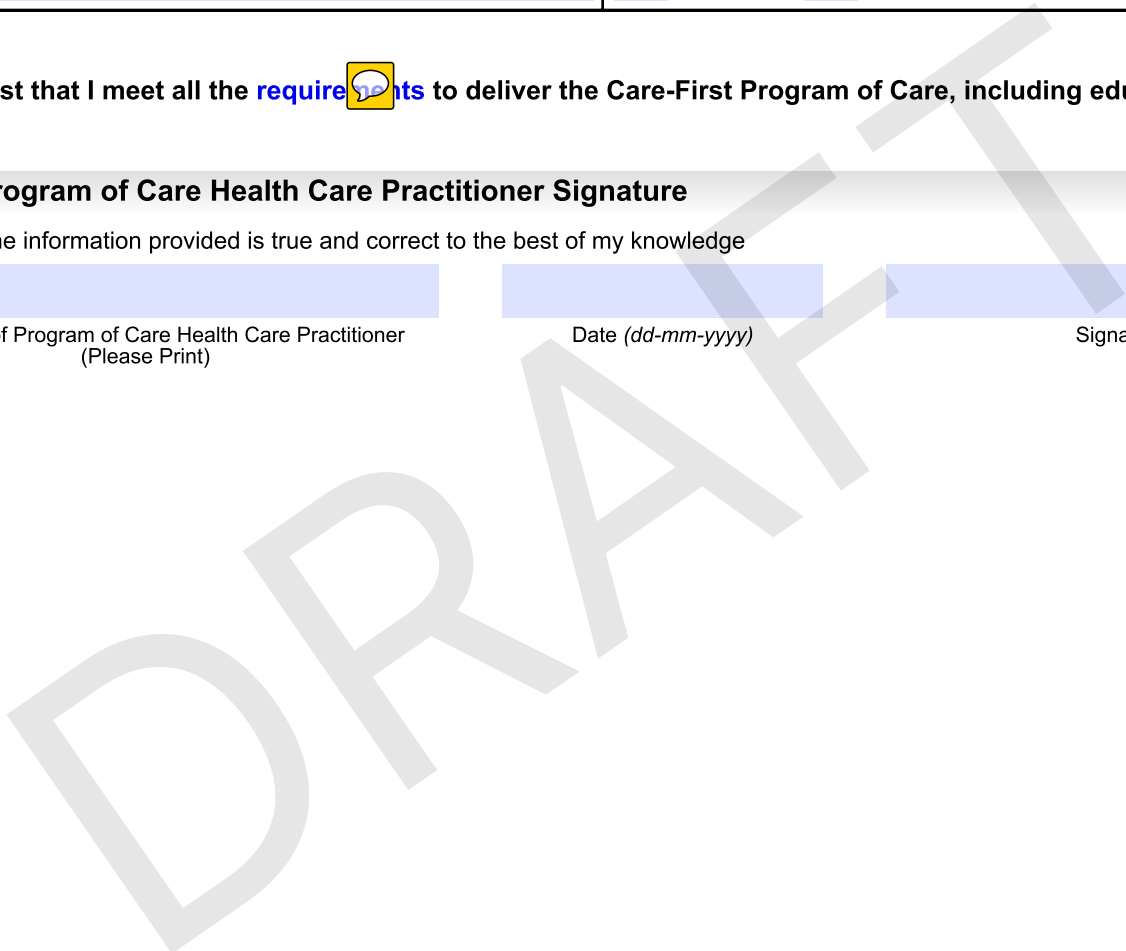 st that I meet all the requirements to deliver the Care-First Program of Care, including edu
rogram of Care Health Care Practitioner Signature
ne information provided is true and correct to the best of my knowledge
of Program of Care Health Care Practitioner
(Please Print)
Date (dd-mm-yyyy)
Signa
DRAFT